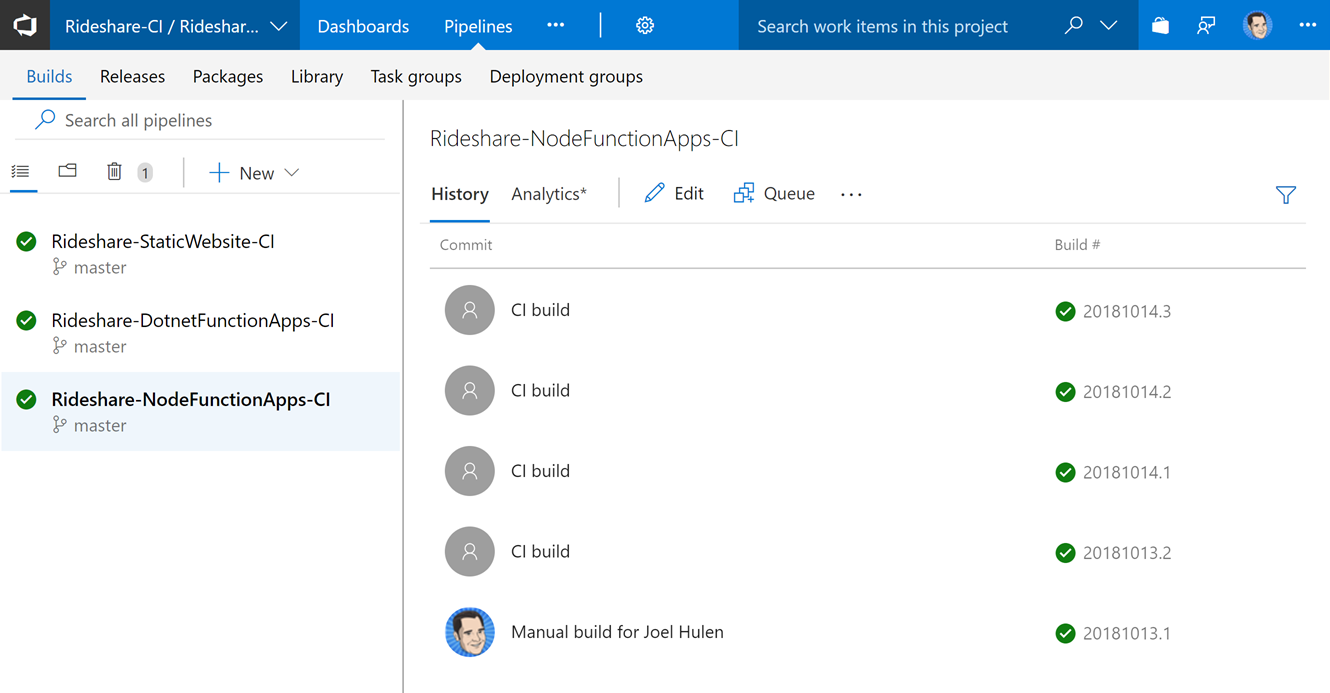 Rideshare-CI / Rideshar... Dashboards Pipelines ... Search work items in this project ...
Builds Releases Packages Library Task groups Deployment groups
Search all pipelines
1 New
Rideshare-StaticWebsite-CI
master
Rideshare-DotnetFunctionApps-CI
master
Rideshare-NodeFunctionApps-CI
master
Rideshare-NodeFunctionApps-CI
History Analytics* Edit Queue ...
Commit Build #
CI build 20181014.3
CI build 20181014.2
CI build 20181014.1
CI build 20181013.2
Manual build for Joel Hulen 20181013.1